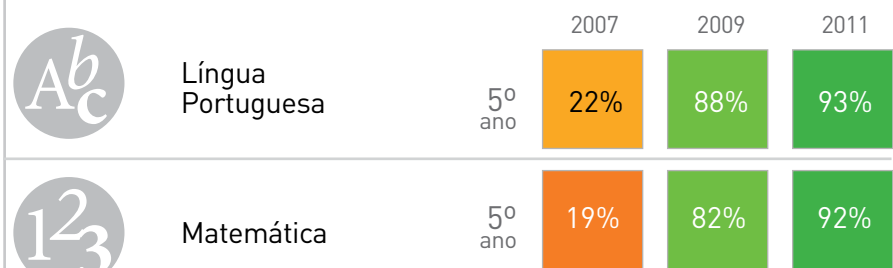 2007 2009 2011
Abc
Língua
Portuguesa
5º
ano
22% 88% 93%
123
Matemática
5º
ano
19% 82% 92%